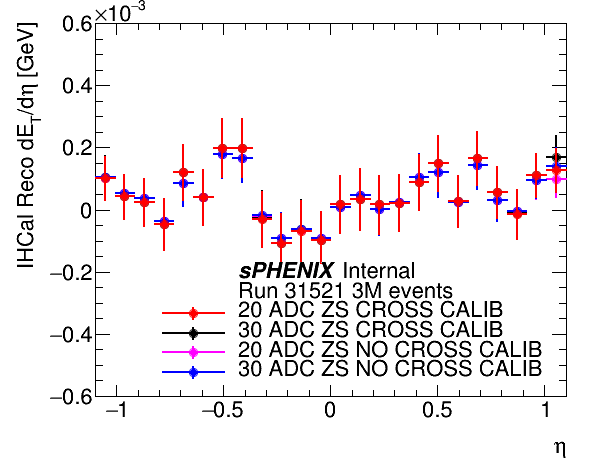 ×10⁻³
0.6
0.4
0.2
0
−0.2
−0.4
−0.6
IHCal Reco dE_T/dη [GeV]
sPHENIX Internal
Run 31521 3M events
20 ADC ZS CROSS CALIB
30 ADC ZS CROSS CALIB
20 ADC ZS NO CROSS CALIB
30 ADC ZS NO CROSS CALIB
−1 −0.5 0 0.5 1
η